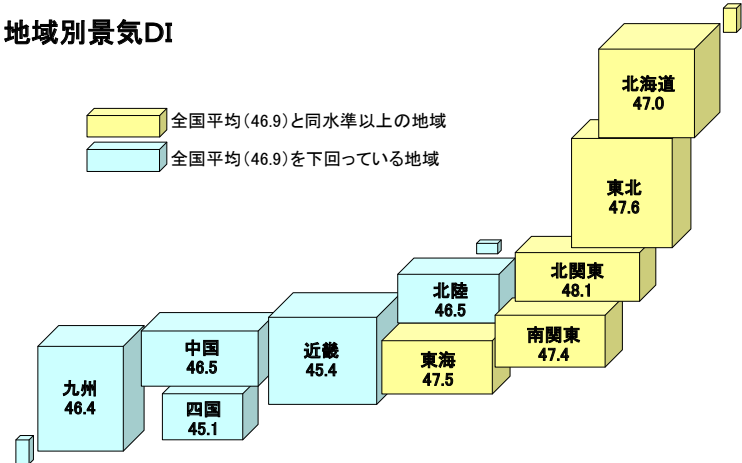 地域別景気DI
全国平均(46.9)と同水準以上の地域
全国平均(46.9)を下回っている地域
北海道
47.0
東北
47.6
北関東
48.1
北陸
46.5
南関東
47.4
東海
47.5
近畿
45.4
中国
46.5
四国
45.1
九州
46.4